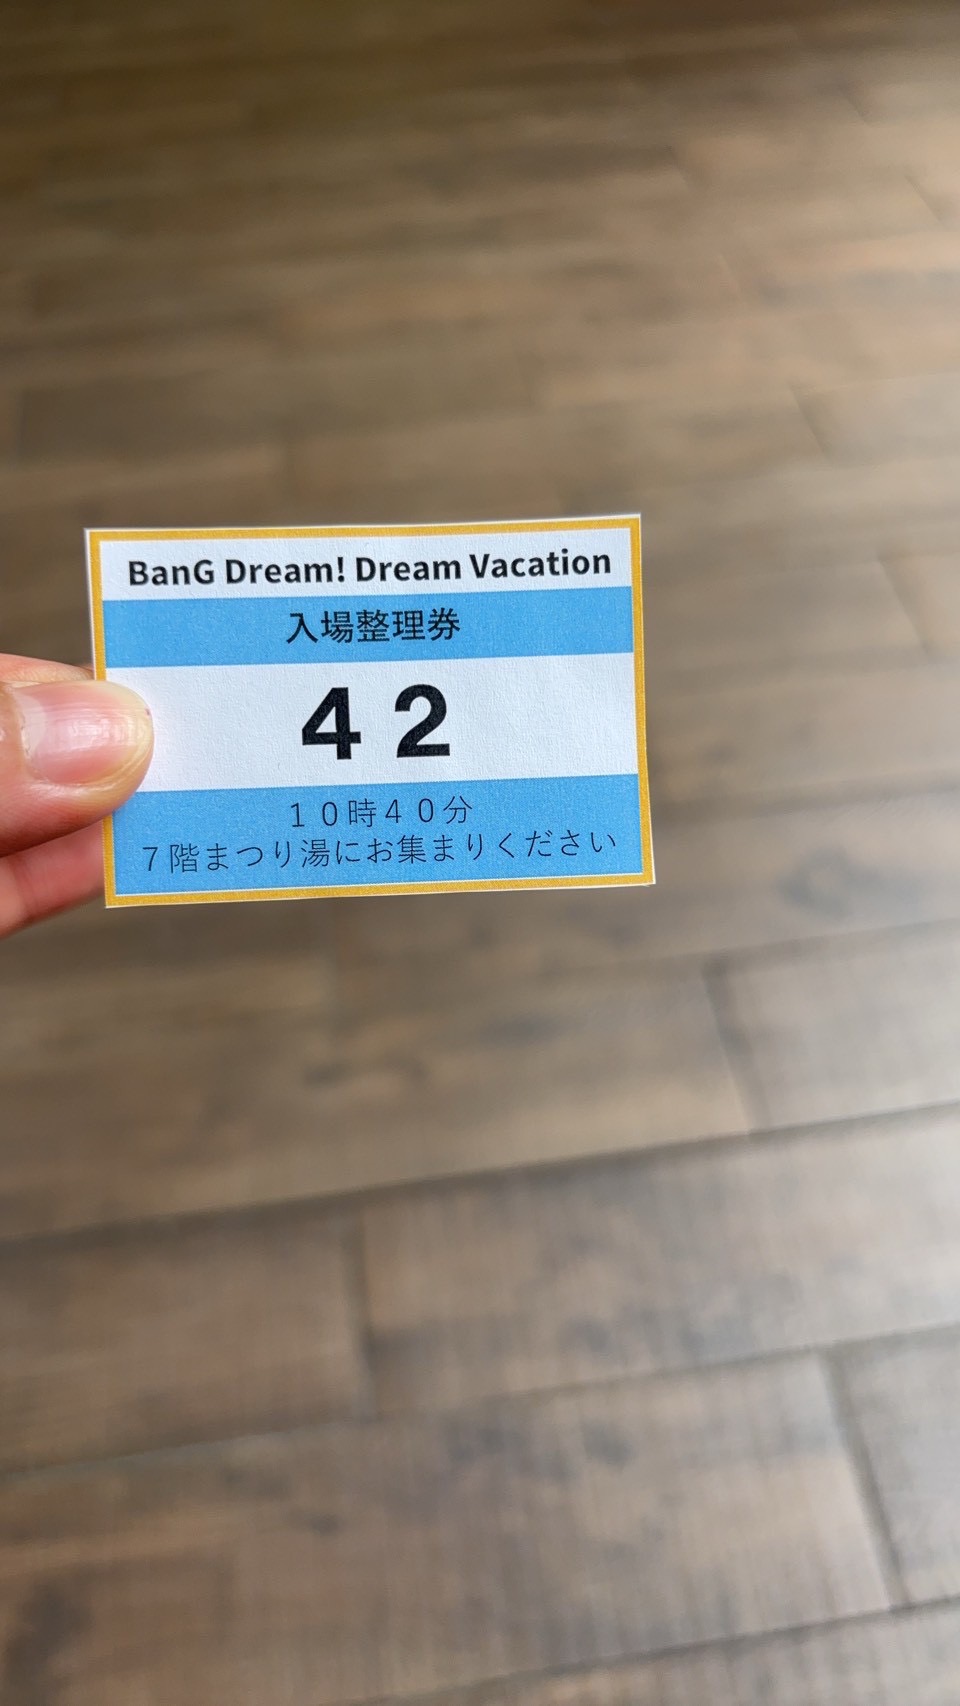 BanG Dream! Dream Vacation
入場整理券
４２
１０時４０分
７階まつり湯にお集まりください